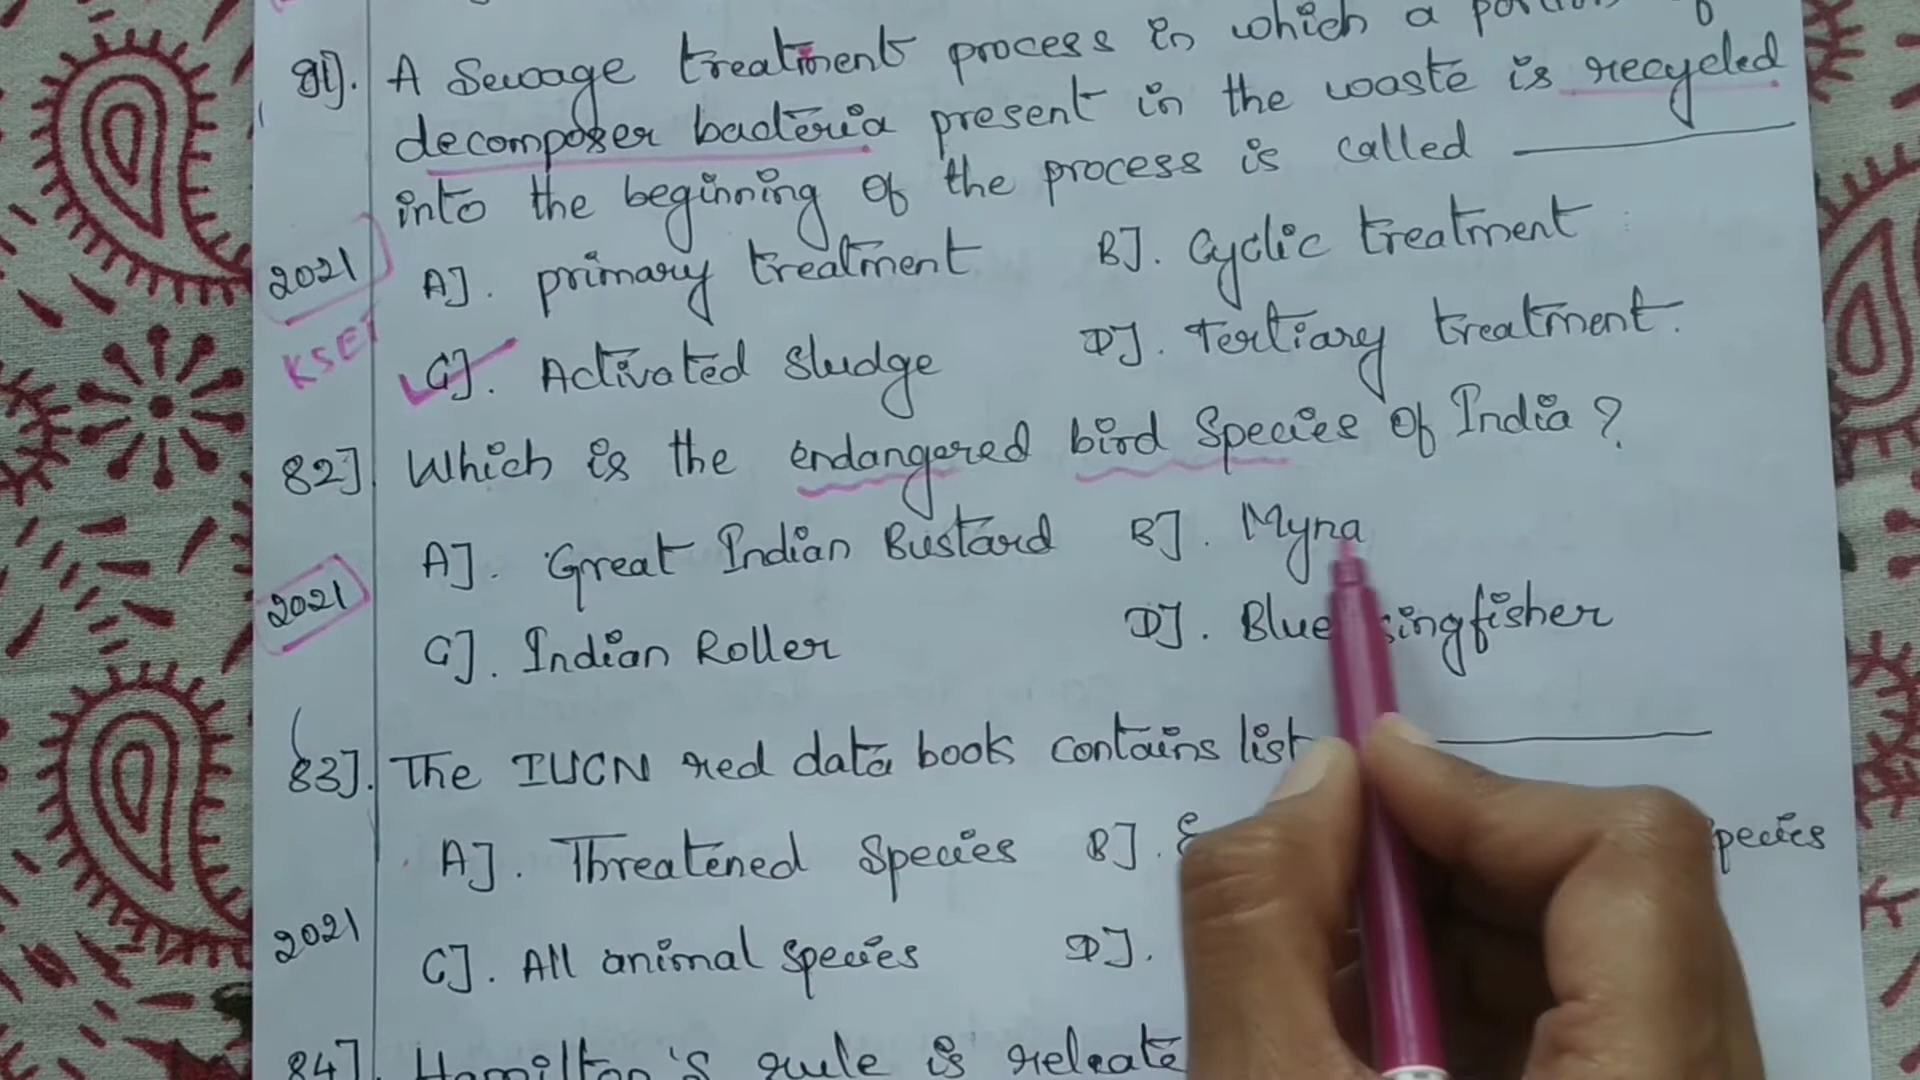 81]. A Sewage treatment process in which a
decomposer bacteria present in the waste is recycled
into the beginning of the process is called ________
2021
KSET
A]. primary treatment B]. Cyclic treatment
C]. Activated Sludge D]. Tertiary treatment.
82] Which is the endangered bird Species of India?
A]. Great Indian Bustard B]. Myna
2021
C]. Indian Roller D]. Blue
83]. The IUCN red data book contains list ________
A]. Threatened Species B]. Species
2021
C]. All animal Species D].
84] Hamilton's rule is